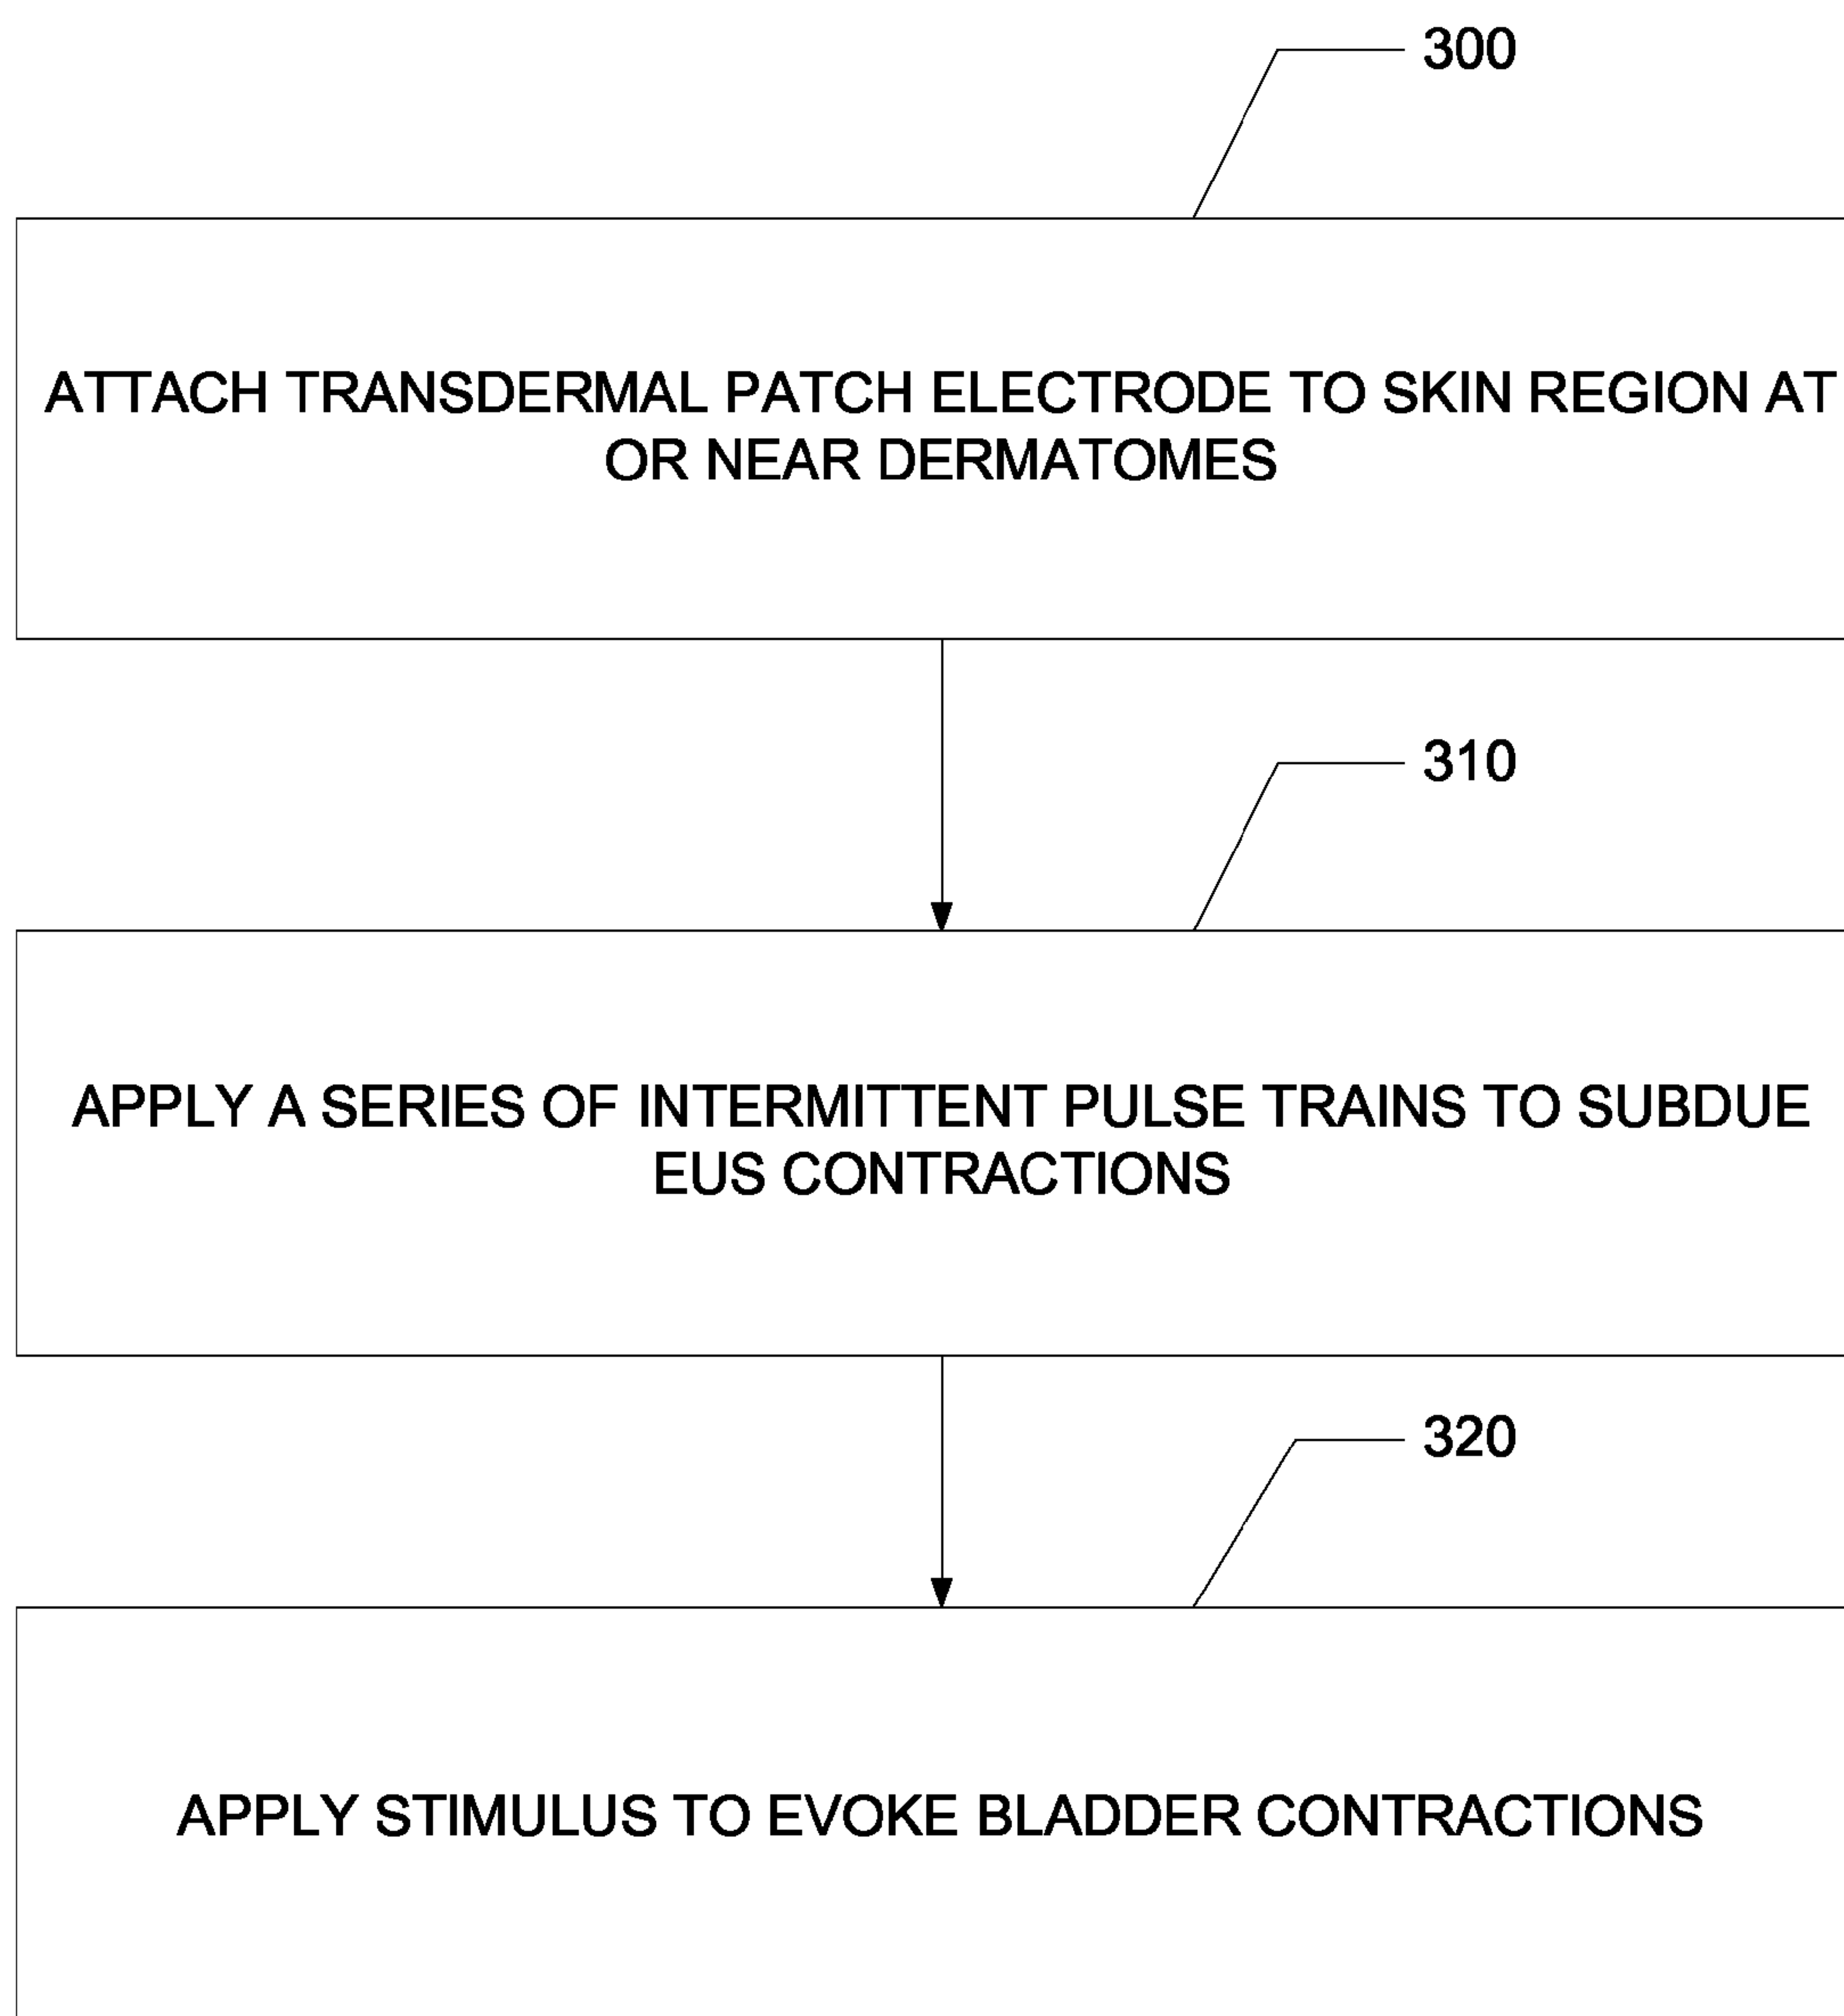 300
ATTACH TRANSDERMAL PATCH ELECTRODE TO SKIN REGION AT
OR NEAR DERMATOMES
310
APPLY A SERIES OF INTERMITTENT PULSE TRAINS TO SUBDUE
EUS CONTRACTIONS
320
APPLY STIMULUS TO EVOKE BLADDER CONTRACTIONS